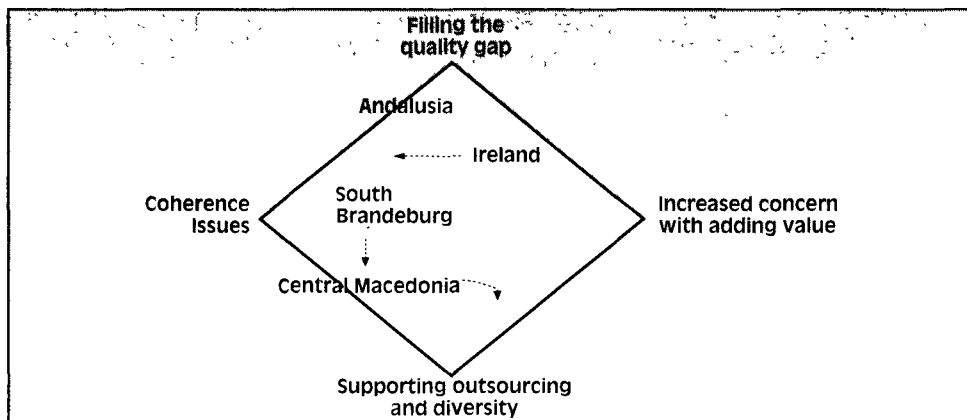 Filling the
quality gap
Andalusia
Ireland
South
Brandeburg
Coherence
Issues
Increased concern
with adding value
Central Macedonia
Supporting outsourcing
and diversity